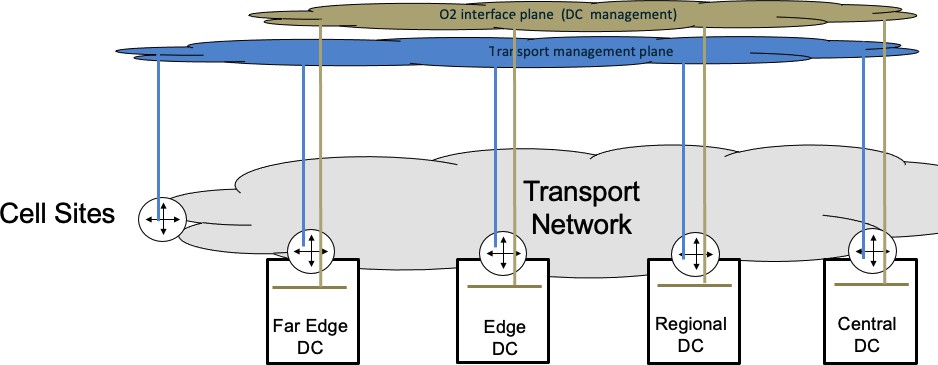 O2 interface plane (DC management)
Transport management plane
Transport
Network
Cell Sites
Far Edge
DC
Edge
DC
Regional
DC
Central
DC